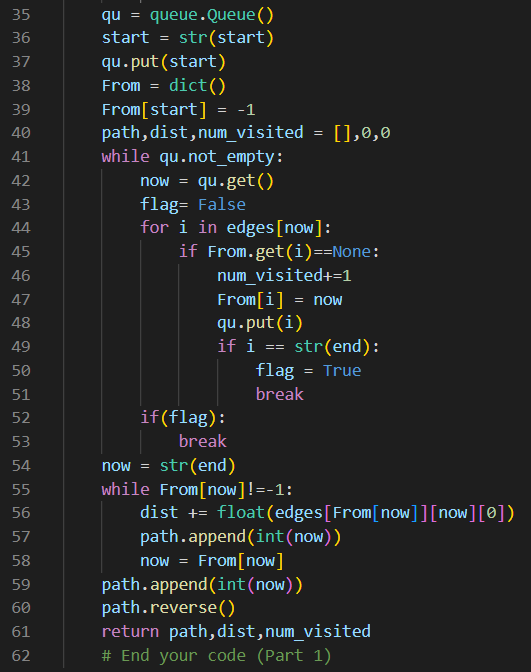 35 qu = queue.Queue()
36 start = str(start)
37 qu.put(start)
38 From = dict()
39 From[start] = -1
40 path,dist,num_visited = [],0,0
41 while qu.not_empty:
42 now = qu.get()
43 flag= False
44 for i in edges[now]:
45 if From.get(i)==None:
46 num_visited+=1
47 From[i] = now
48 qu.put(i)
49 if i == str(end):
50 flag = True
51 break
52 if(flag):
53 break
54 now = str(end)
55 while From[now]!=-1:
56 dist += float(edges[From[now]][now][0])
57 path.append(int(now))
58 now = From[now]
59 path.append(int(now))
60 path.reverse()
61 return path,dist,num_visited
62 # End your code (Part 1)